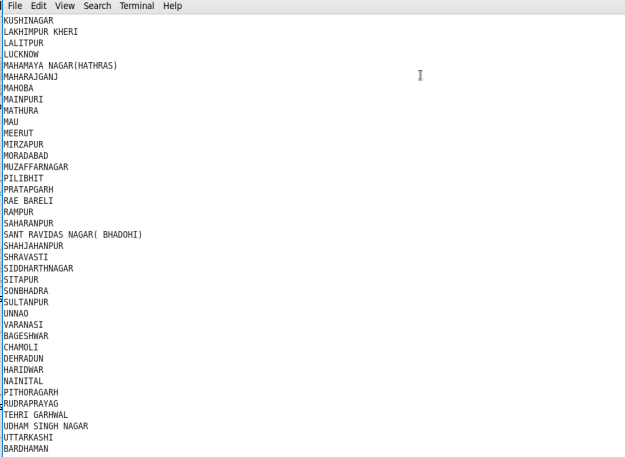 File Edit View Search Terminal Help
KUSHINAGAR
LAKHIMPUR KHERI
LALITPUR
LUCKNOW
MAHAMAYA NAGAR(HATHRAS)
MAHARAJGANJ
MAHOBA
MAINPURI
MATHURA
MAU
MEERUT
MIRZAPUR
MORADABAD
MUZAFFARNAGAR
PILIBHIT
PRATAPGARH
RAE BARELI
RAMPUR
SAHARANPUR
SANT RAVIDAS NAGAR( BHADOHI)
SHAHJAHANPUR
SHRAVASTI
SIDDHARTHNAGAR
SITAPUR
SONBHADRA
SULTANPUR
UNNAO
VARANASI
BAGESHWAR
CHAMOLI
DEHRADUN
HARIDWAR
NAINITAL
PITHORAGARH
RUDRAPRAYAG
TEHRI GARHWAL
UDHAM SINGH NAGAR
UTTARKASHI
BARDHAMAN